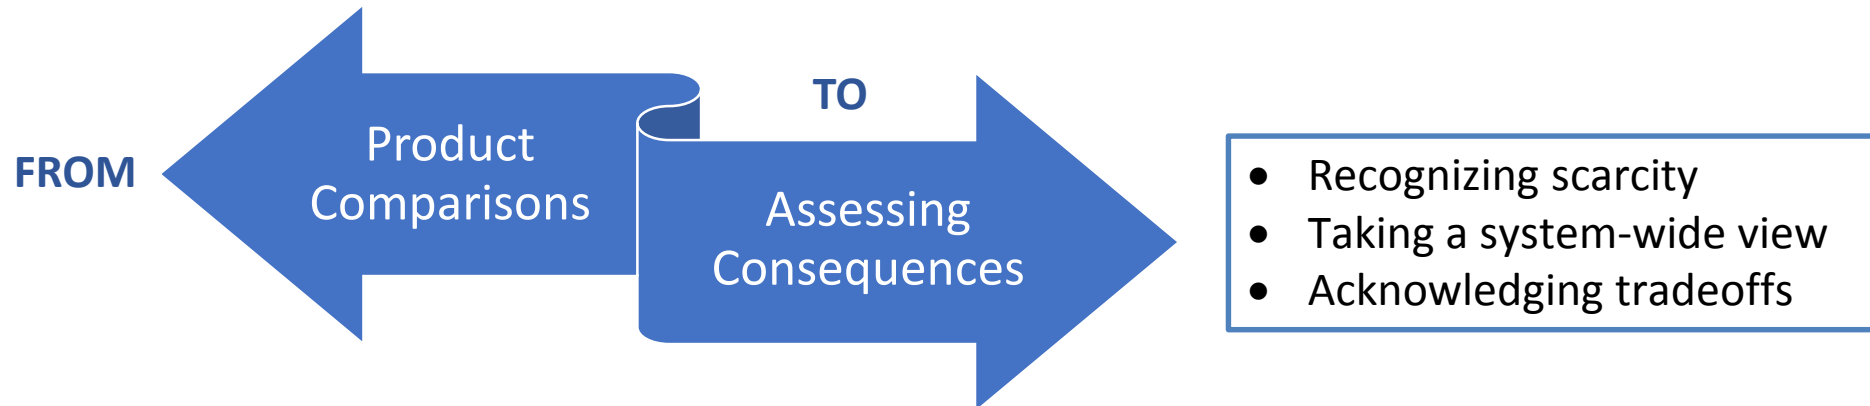 FROM
Product
Comparisons
TO
Assessing
Consequences
• Recognizing scarcity
• Taking a system-wide view
• Acknowledging tradeoffs